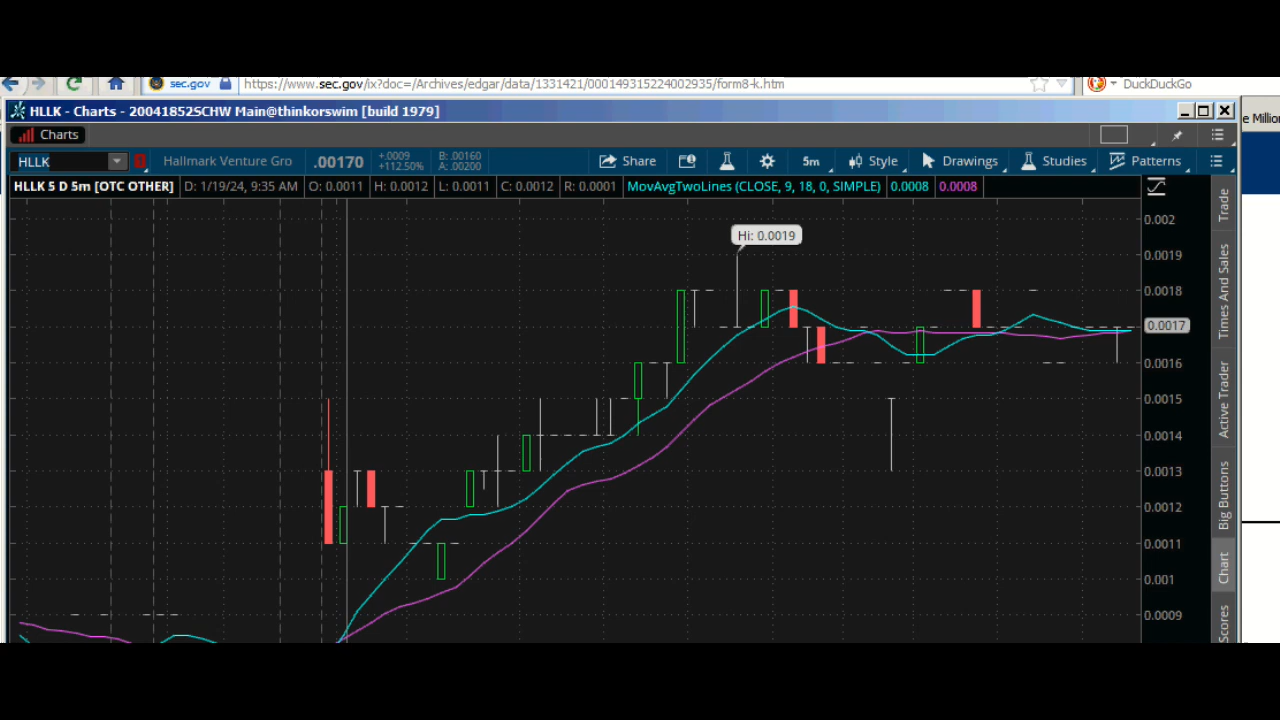 sec.gov https://www.sec.gov/ix?doc=/Archives/edgar/data/1331421/000149315224002935/form8-k.htm DuckDuckGo
HLLK - Charts - 200418525CHW Main@thinkorswim [build 1979]
e Million
Charts
HLLK Hallmark Venture Gro .00170 +.0009 +112.50% B: .00160 A: .00200 Share 5m Style Drawings Studies Patterns
HLLK 5 D 5m [OTC OTHER] D: 1/19/24, 9:35 AM O: 0.0011 H: 0.0012 L: 0.0011 C: 0.0012 R: 0.0001 MovAvgTwoLines (CLOSE, 9, 18, 0, SIMPLE) 0.0008 0.0008
Hi: 0.0019
0.002
0.0019
0.0018
0.0017
0.0016
0.0015
0.0014
0.0013
0.0012
0.0011
0.001
0.0009
Trade
Times And Sales
Active Trader
Big Buttons
Chart
Scores